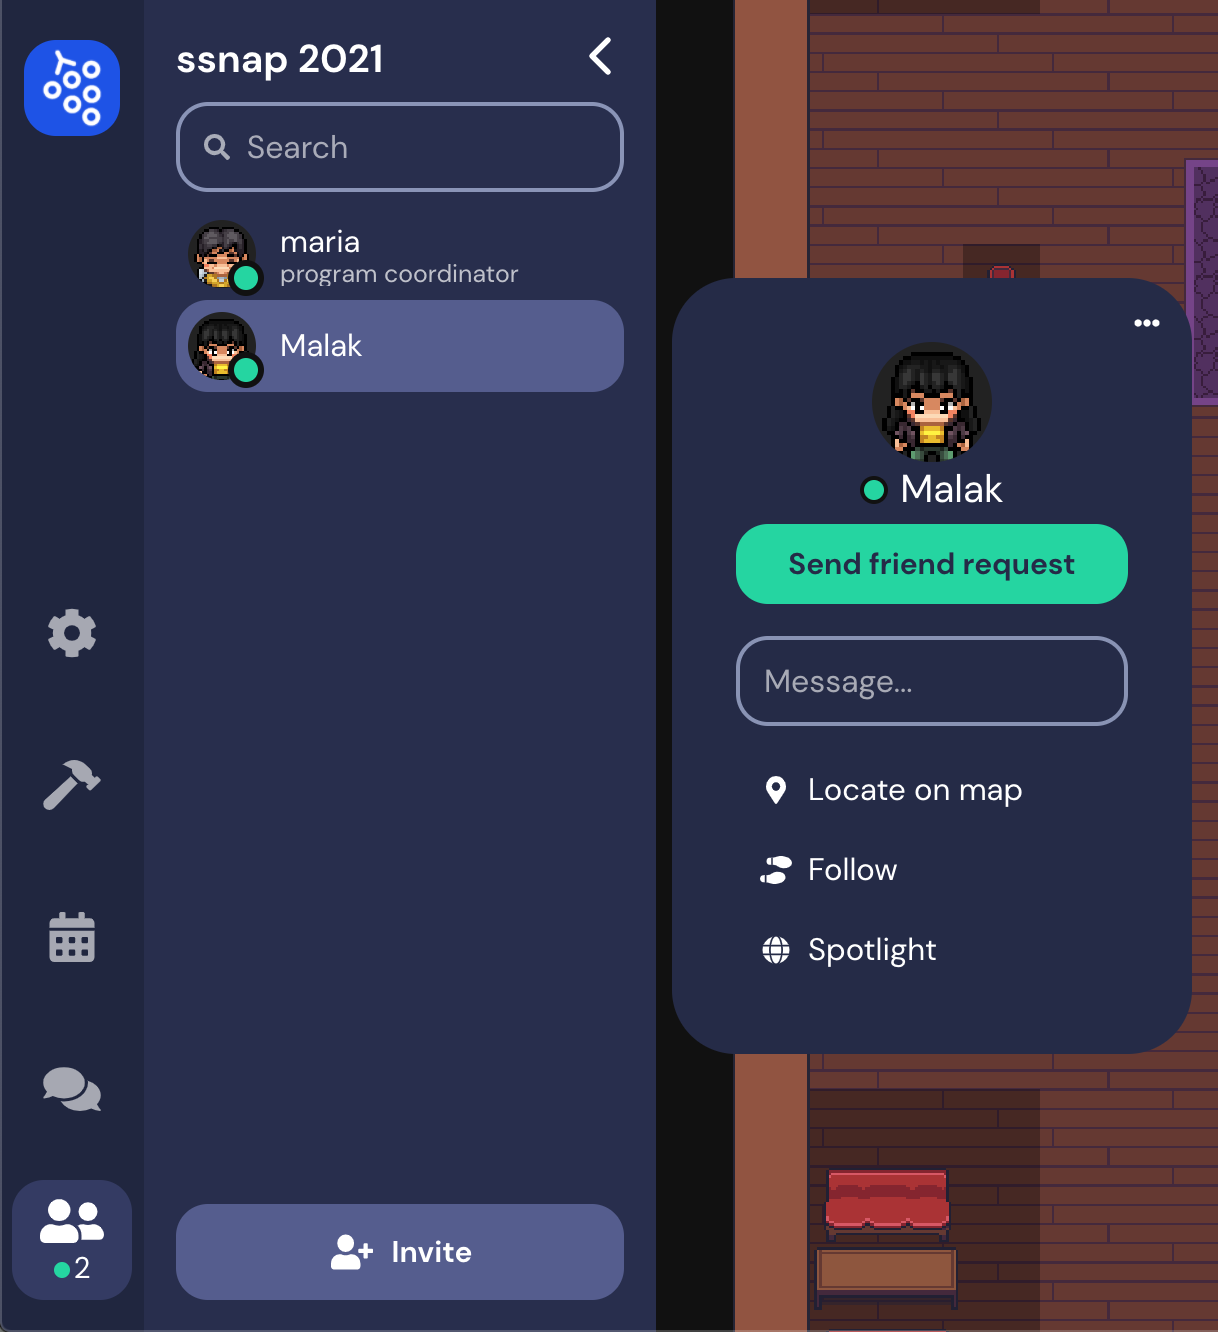 ssnap 2021
Search
maria
program coordinator
Malak
Invite
2
Malak
Send friend request
Message...
Locate on map
Follow
Spotlight